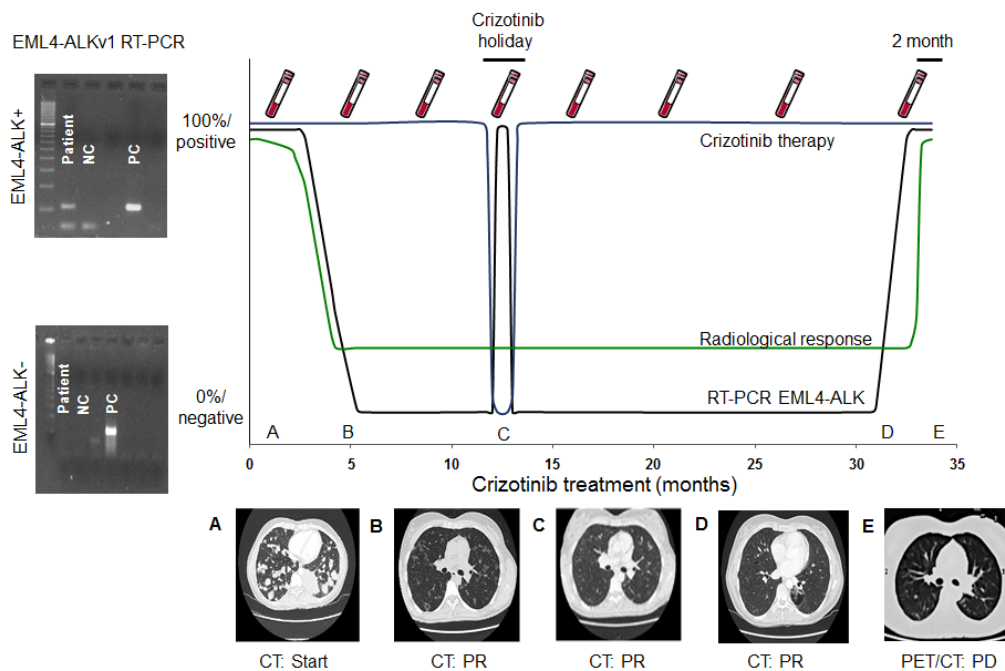 EML4-ALKv1 RT-PCR
EML4-ALK+
Patient
NC
PC
EML4-ALK-
Patient
NC
PC
Crizotinib
holiday
2 month
100%/
positive
Crizotinib therapy
Radiological response
0%/
negative
RT-PCR EML4-ALK
A B C D E
0 5 10 15 20 25 30 35
Crizotinib treatment (months)
A B C D E
CT: Start CT: PR CT: PR CT: PR PET/CT: PD